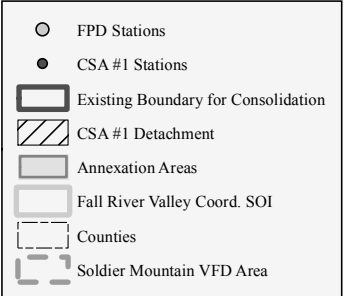 FPD Stations
CSA #1 Stations
Existing Boundary for Consolidation
CSA #1 Detachment
Annexation Areas
Fall River Valley Coord. SOI
Counties
Soldier Mountain VFD Area